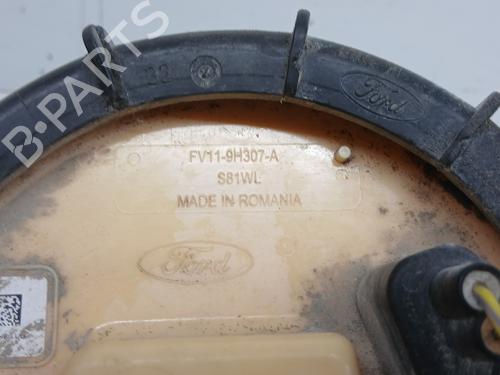 B-PARTS
Ford
FV11-9H307-A
S81WL
MADE IN ROMANIA
Ford